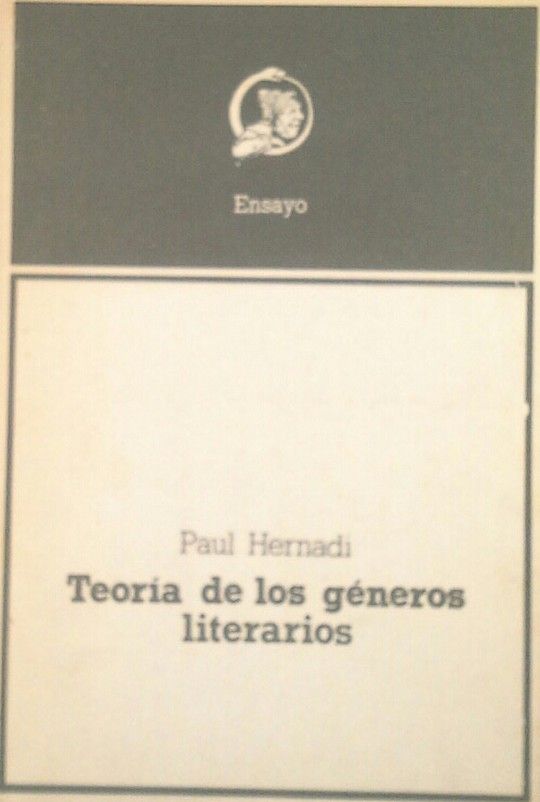 Ensayo
Paul Hernadi
Teoría de los géneros
literarios